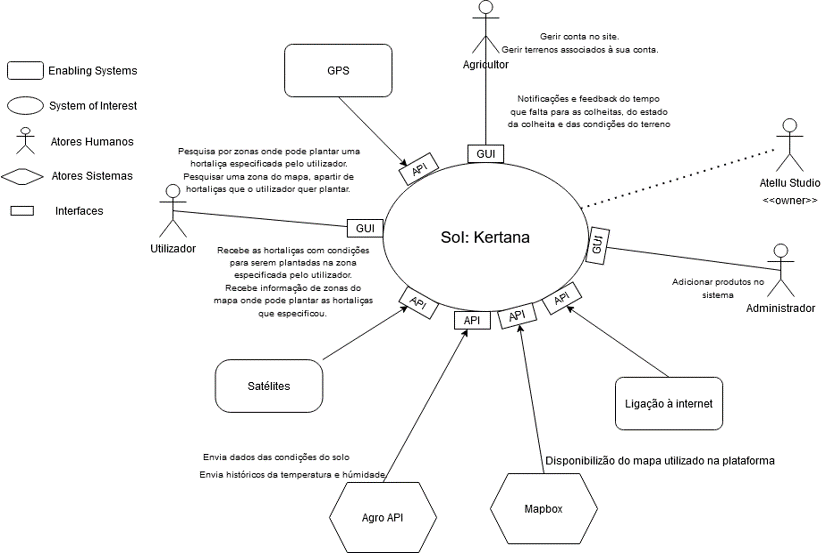 Enabling Systems
System of Interest
Atores Humanos
Atores Sistemas
Interfaces
GPS
API
Gerir conta no site.
Gerir terrenos associados à sua conta.
Agricultor
Notificações e feedback do tempo
que falta para as colheitas, do estado
da colheita e das condições do terreno
GUI
Pesquisa por zonas onde pode plantar uma
hortaliça especificada pelo utilizador.
Pesquisar uma zona do mapa, apartir de
hortaliças que o utilizador quer plantar.
Utilizador
GUI
Recebe as hortaliças com condições
para serem plantadas na zona
especificada pelo utilizador.
Recebe informação de zonas do
mapa onde pode plantar as hortaliças
que especificou.
SoI: Kertana
Atellu Studio
<<owner>>
GUI
Adicionar produtos no
sistema
Administrador
API
API
API
API
Satélites
Ligação à internet
Envia dados das condições do solo
Envia históricos da temperatura e húmidade
Agro API
Disponibilizão do mapa utilizado na plataforma
Mapbox